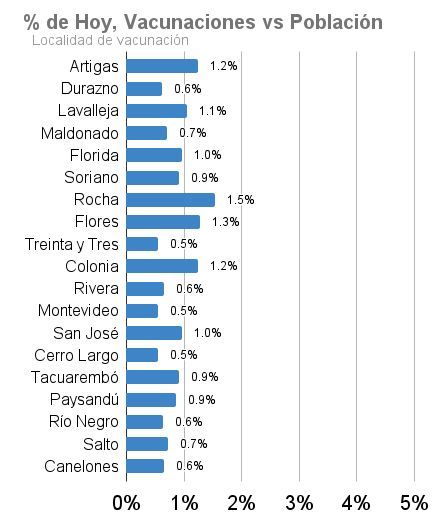 % de Hoy, Vacunaciones vs Población
Localidad de vacunación
Artigas 1.2%
Durazno 0.6%
Lavalleja 1.1%
Maldonado 0.7%
Florida 1.0%
Soriano 0.9%
Rocha 1.5%
Flores 1.3%
Treinta y Tres 0.5%
Colonia 1.2%
Rivera 0.6%
Montevideo 0.5%
San José 1.0%
Cerro Largo 0.5%
Tacuarembó 0.9%
Paysandú 0.9%
Río Negro 0.6%
Salto 0.7%
Canelones 0.6%
0% 1% 2% 3% 4% 5%